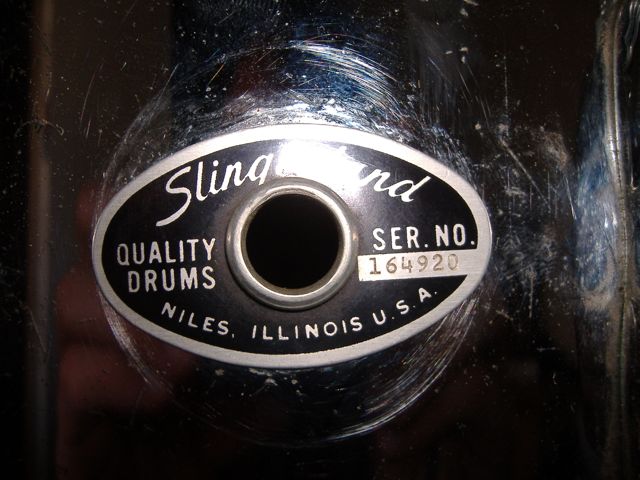 Slingerland
QUALITY DRUMS
SER. NO.
164920
NILES, ILLINOIS U.S.A.